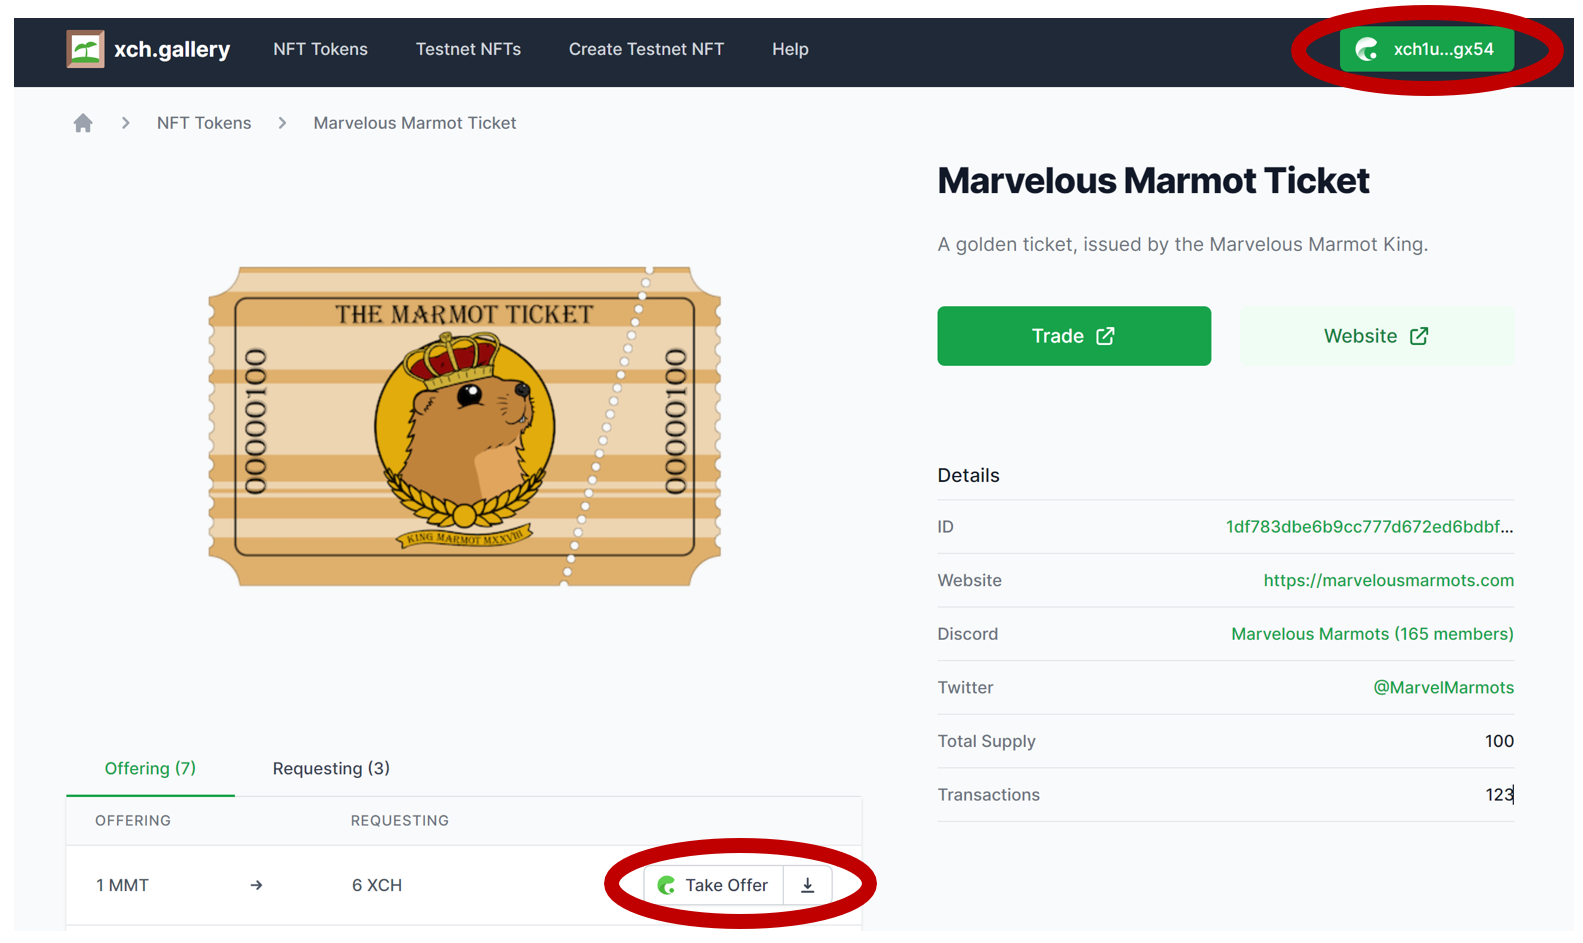 xch.gallery NFT Tokens Testnet NFTs Create Testnet NFT Help xch1u...gx54
NFT Tokens Marvelous Marmot Ticket
Marvelous Marmot Ticket
A golden ticket, issued by the Marvelous Marmot King.
Trade Website
THE MARMOT TICKET
00000100
00000100
KING MARMOT MXXVIII
Details
ID 1df783dbe6b9cc777d672ed6bdbf...
Website https://marvelousmarmots.com
Discord Marvelous Marmots (165 members)
Twitter @MarvelMarmots
Total Supply 100
Transactions 123
Offering (7) Requesting (3)
OFFERING REQUESTING
1 MMT → 6 XCH Take Offer